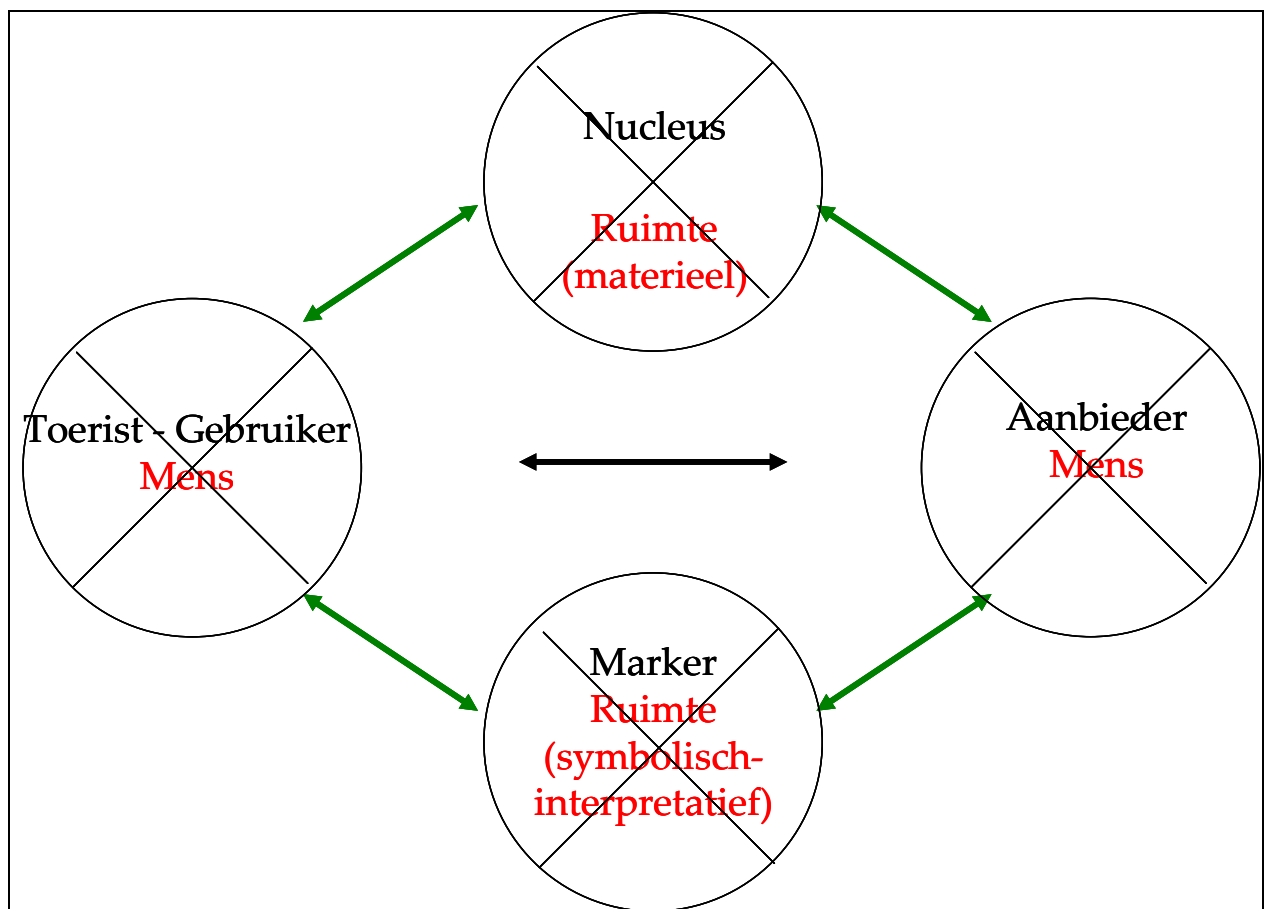 Nucleus
Ruimte
(materieel)
Toerist - Gebruiker
Mens
Aanbieder
Mens
Marker
Ruimte
(symbolisch-
interpretatief)